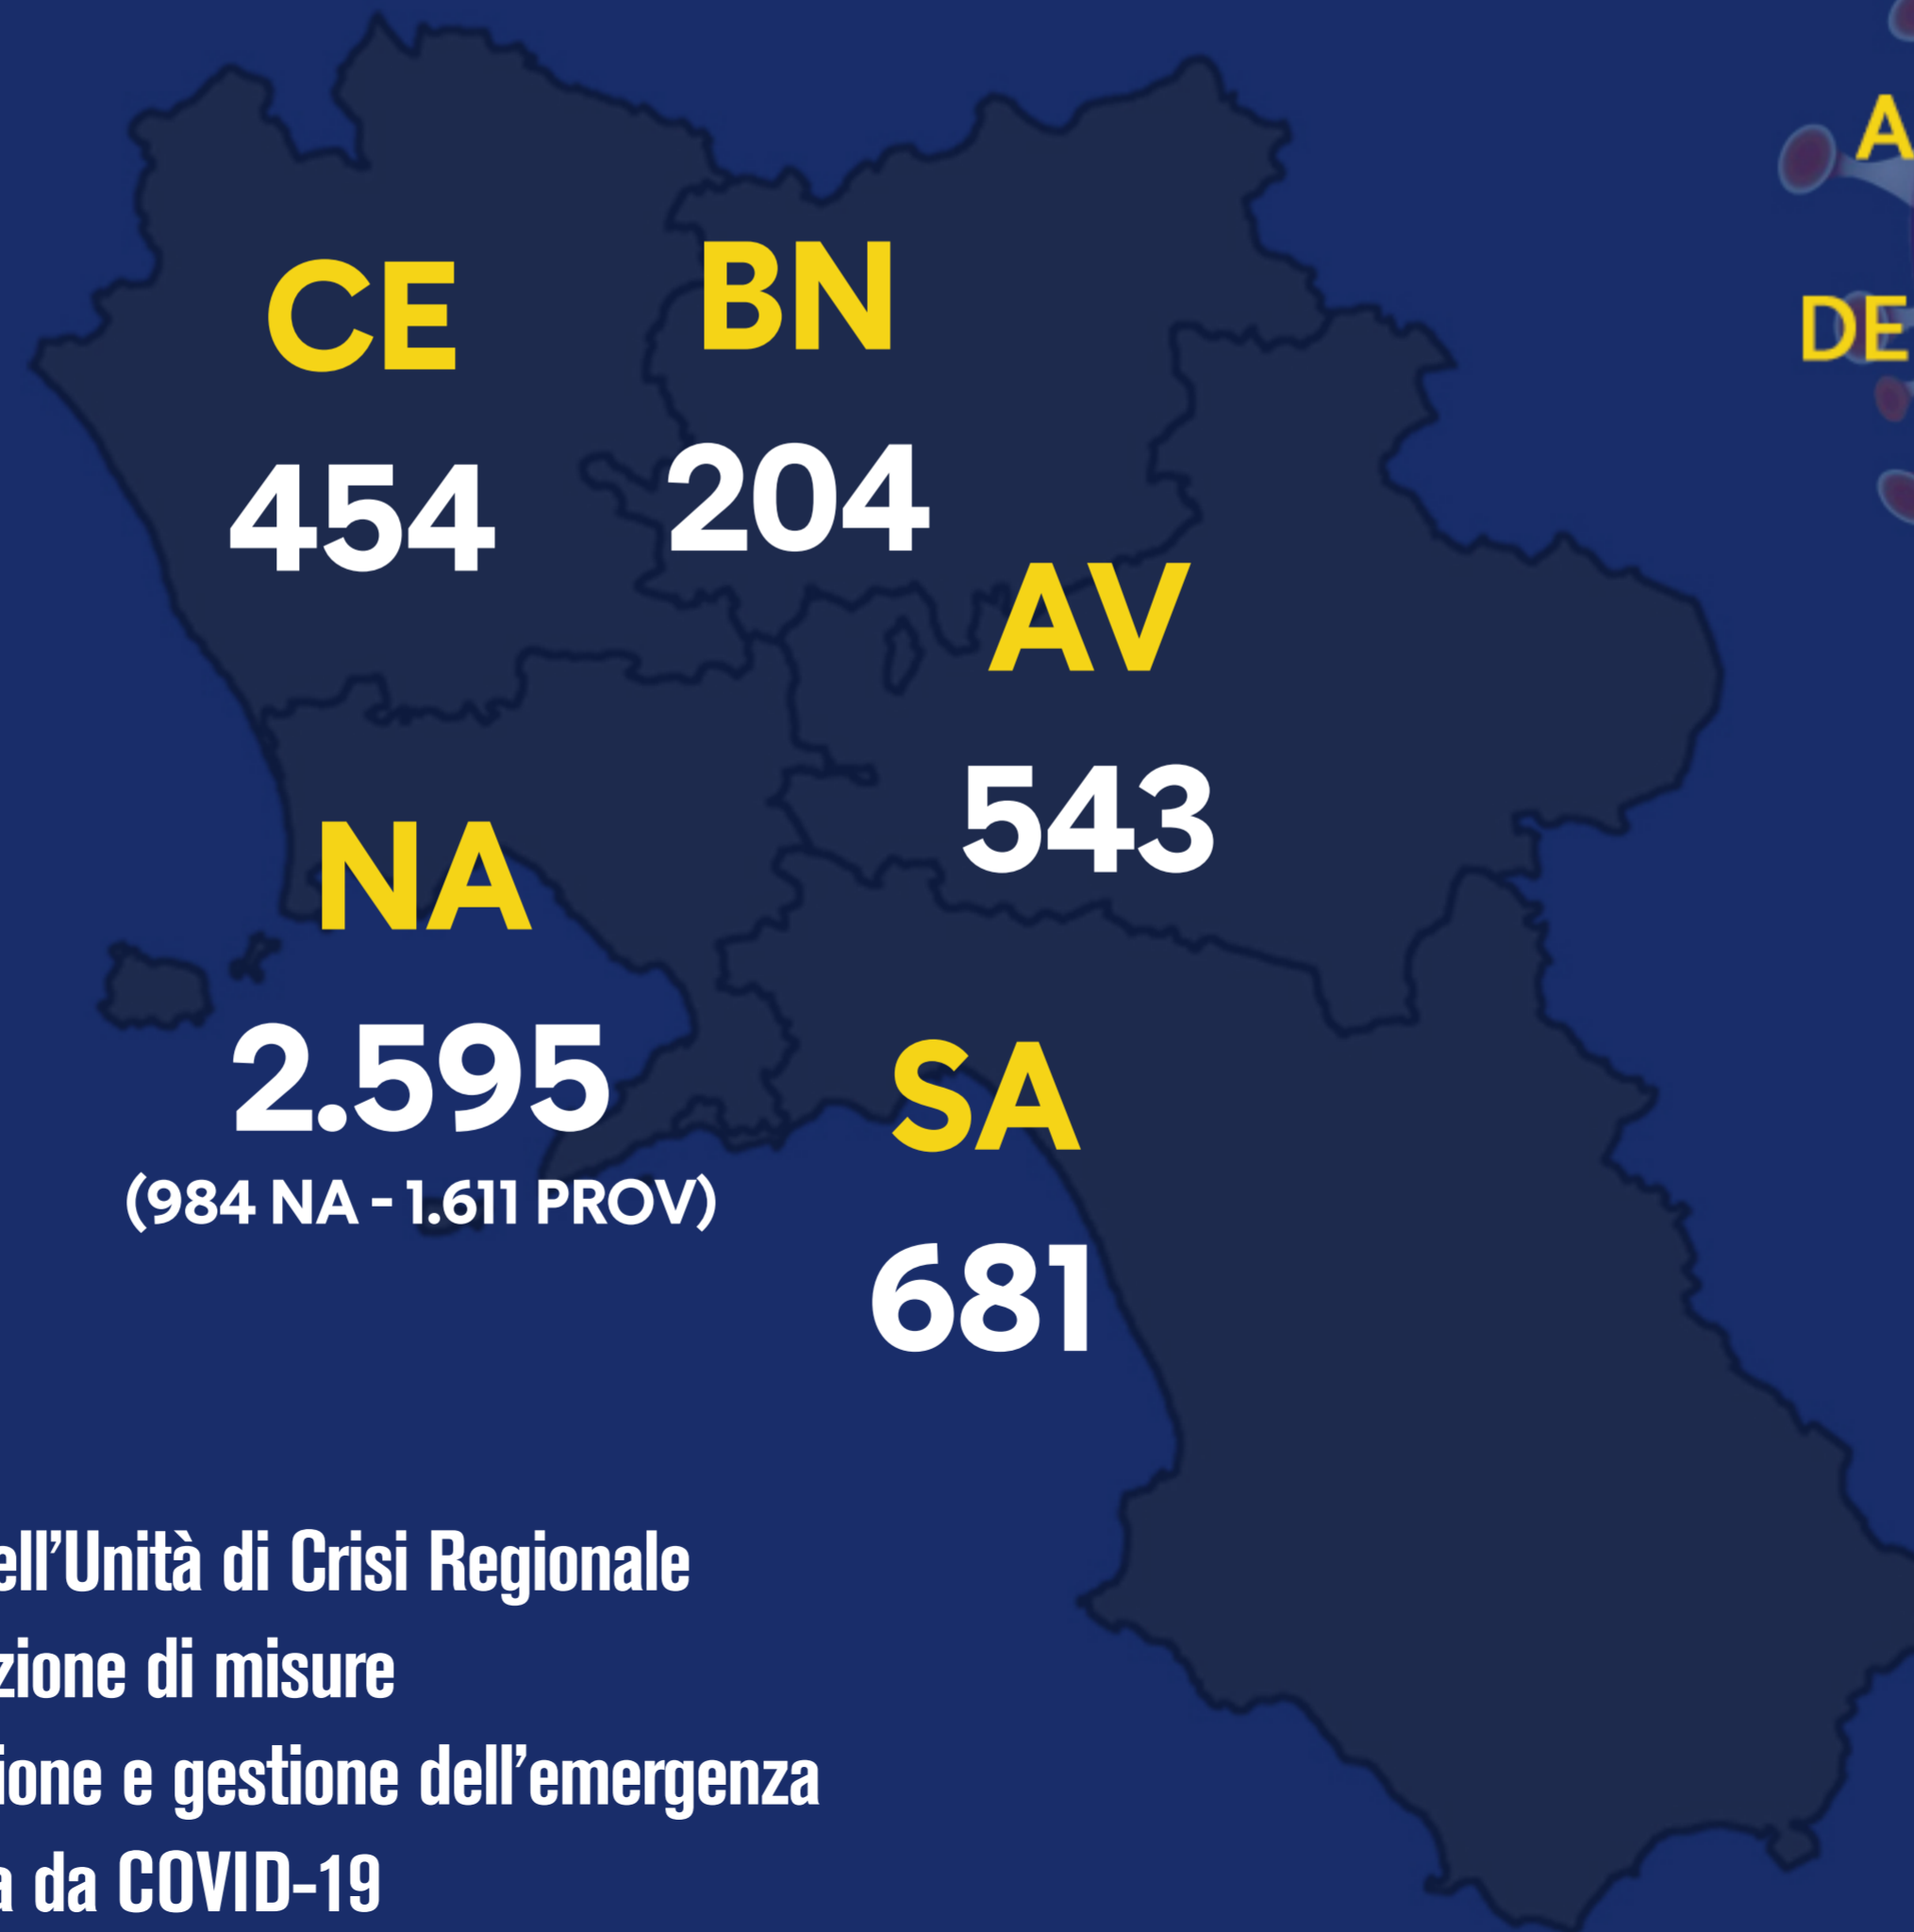 CE
454
BN
204
AV
543
NA
2.595
(984 NA - 1.611 PROV)
SA
681
A
DE
ell'Unità di Crisi Regionale
zione di misure
ione e gestione dell'emergenza
a da COVID-19